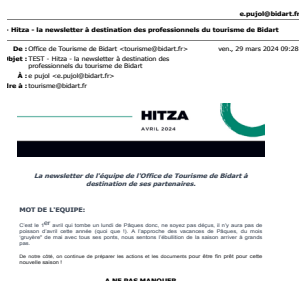 e.pujol@bidart.fr
· Hitza - la newsletter à destination des professionnels du tourisme de Bidart
De : Office de Tourisme de Bidart <tourisme@bidart.fr> ven., 29 mars 2024 09:28
bjet : TEST - Hitza - la newsletter à destination des
professionnels du tourisme de Bidart
À : e pujol <e.pujol@bidart.fr>
lre à : tourisme@bidart.fr
HITZA
AVRIL 2024
La newsletter de l'équipe de l'Office de Tourisme de Bidart à
destination de ses partenaires.
MOT DE L'EQUIPE:
C'est le 1er avril qui tombe un lundi de Pâques donc, ne soyez pas déçus, il n'y aura pas de
poisson d'avril cette année (quoi que !). A l'approche des vacances de Pâques, du mois
"gruyère" de mai avec tous ses ponts, nous sentons l'ébullition de la saison arriver à grands
pas.
De notre côté, on continue de préparer les actions et les documents pour être fin prêt pour cette
nouvelle saison !
A NE PAS MANQUER